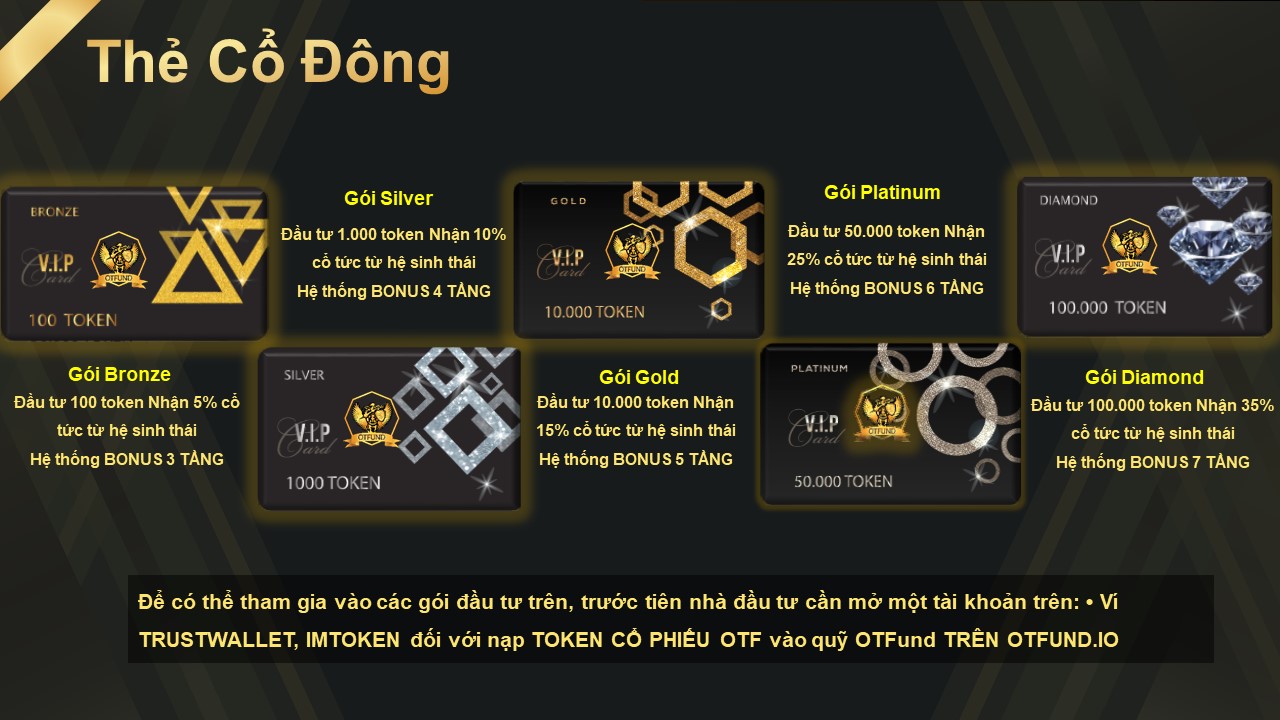 Thẻ Cổ Đông
BRONZE
V.I.P
Card
OTFUND
100 TOKEN
Gói Bronze
Đầu tư 100 token Nhận 5% cổ
tức từ hệ sinh thái
Hệ thống BONUS 3 TẦNG
Gói Silver
Đầu tư 1.000 token Nhận 10%
cổ tức từ hệ sinh thái
Hệ thống BONUS 4 TẦNG
SILVER
V.I.P
Card
OTFUND
1000 TOKEN
GOLD
V.I.P
Card
OTFUND
10.000 TOKEN
Gói Gold
Đầu tư 10.000 token Nhận
15% cổ tức từ hệ sinh thái
Hệ thống BONUS 5 TẦNG
Gói Platinum
Đầu tư 50.000 token Nhận
25% cổ tức từ hệ sinh thái
Hệ thống BONUS 6 TẦNG
PLATINUM
V.I.P
Card
OTFUND
50.000 TOKEN
DIAMOND
V.I.P
Card
OTFUND
100.000 TOKEN
Gói Diamond
Đầu tư 100.000 token Nhận 35%
cổ tức từ hệ sinh thái
Hệ thống BONUS 7 TẦNG
Để có thể tham gia vào các gói đầu tư trên, trước tiên nhà đầu tư cần mở một tài khoản trên: • Ví
TRUSTWALLET, IMTOKEN đối với nạp TOKEN CỔ PHIẾU OTF vào quỹ OTFund TRÊN OTFUND.IO